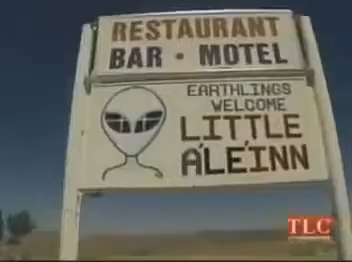 RESTAURANT
BAR • MOTEL
EARTHLINGS
WELCOME
LITTLE
A'LE'INN
TLC